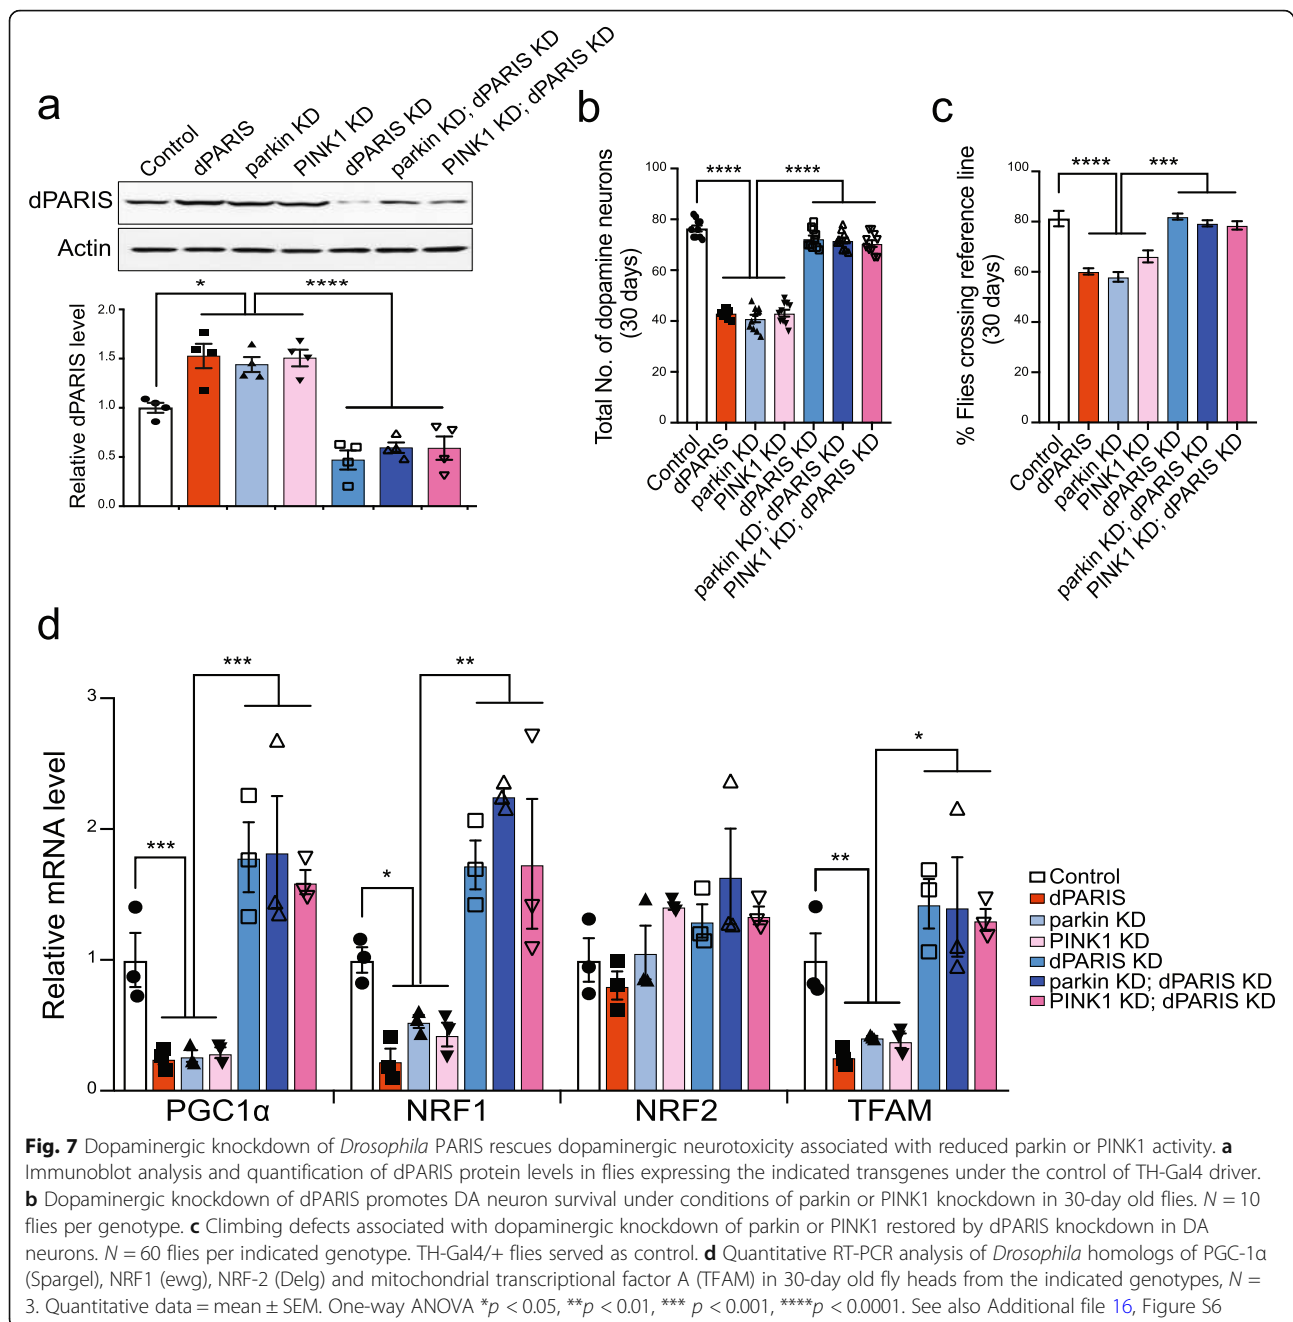 a
Control
dPARIS
parkin KD
PINK1 KD
dPARIS KD
parkin KD; dPARIS KD
PINK1 KD; dPARIS KD
dPARIS
Actin
Relative dPARIS level
2.0
1.5
1.0
0.5
0.0
*
****
b
Total No. of dopamine neurons
(30 days)
100
80
60
40
20
0
****
****
Control
dPARIS
parkin KD
PINK1 KD
dPARIS KD
parkin KD; dPARIS KD
PINK1 KD; dPARIS KD
c
% Flies crossing reference line
(30 days)
100
80
60
40
20
0
****
***
Control
dPARIS
parkin KD
PINK1 KD
dPARIS KD
parkin KD; dPARIS KD
PINK1 KD; dPARIS KD
d
Relative mRNA level
3
2
1
0
***
***
*
**
**
*
PGC1α
NRF1
NRF2
TFAM
Control
dPARIS
parkin KD
PINK1 KD
dPARIS KD
parkin KD; dPARIS KD
PINK1 KD; dPARIS KD
Fig. 7 Dopaminergic knockdown of Drosophila PARIS rescues dopaminergic neurotoxicity associated with reduced parkin or PINK1 activity. a
Immunoblot analysis and quantification of dPARIS protein levels in flies expressing the indicated transgenes under the control of TH-Gal4 driver.
b Dopaminergic knockdown of dPARIS promotes DA neuron survival under conditions of parkin or PINK1 knockdown in 30-day old flies. N = 10
flies per genotype. c Climbing defects associated with dopaminergic knockdown of parkin or PINK1 restored by dPARIS knockdown in DA
neurons. N = 60 flies per indicated genotype. TH-Gal4/+ flies served as control. d Quantitative RT-PCR analysis of Drosophila homologs of PGC-1α
(Spargel), NRF1 (ewg), NRF-2 (Delg) and mitochondrial transcriptional factor A (TFAM) in 30-day old fly heads from the indicated genotypes, N =
3. Quantitative data = mean ± SEM. One-way ANOVA *p < 0.05, **p < 0.01, *** p < 0.001, ****p < 0.0001. See also Additional file 16, Figure S6